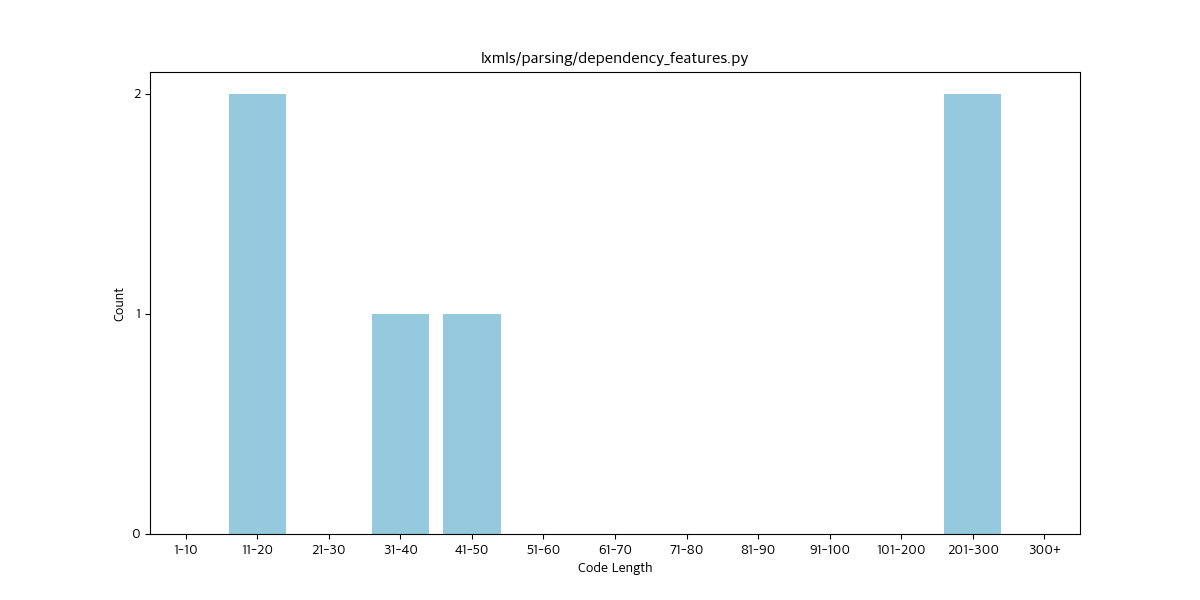 lxmls/parsing/dependency_features.py
2
1
0
Count
1-10 11-20 21-30 31-40 41-50 51-60 61-70 71-80 81-90 91-100 101-200 201-300 300+
Code Length